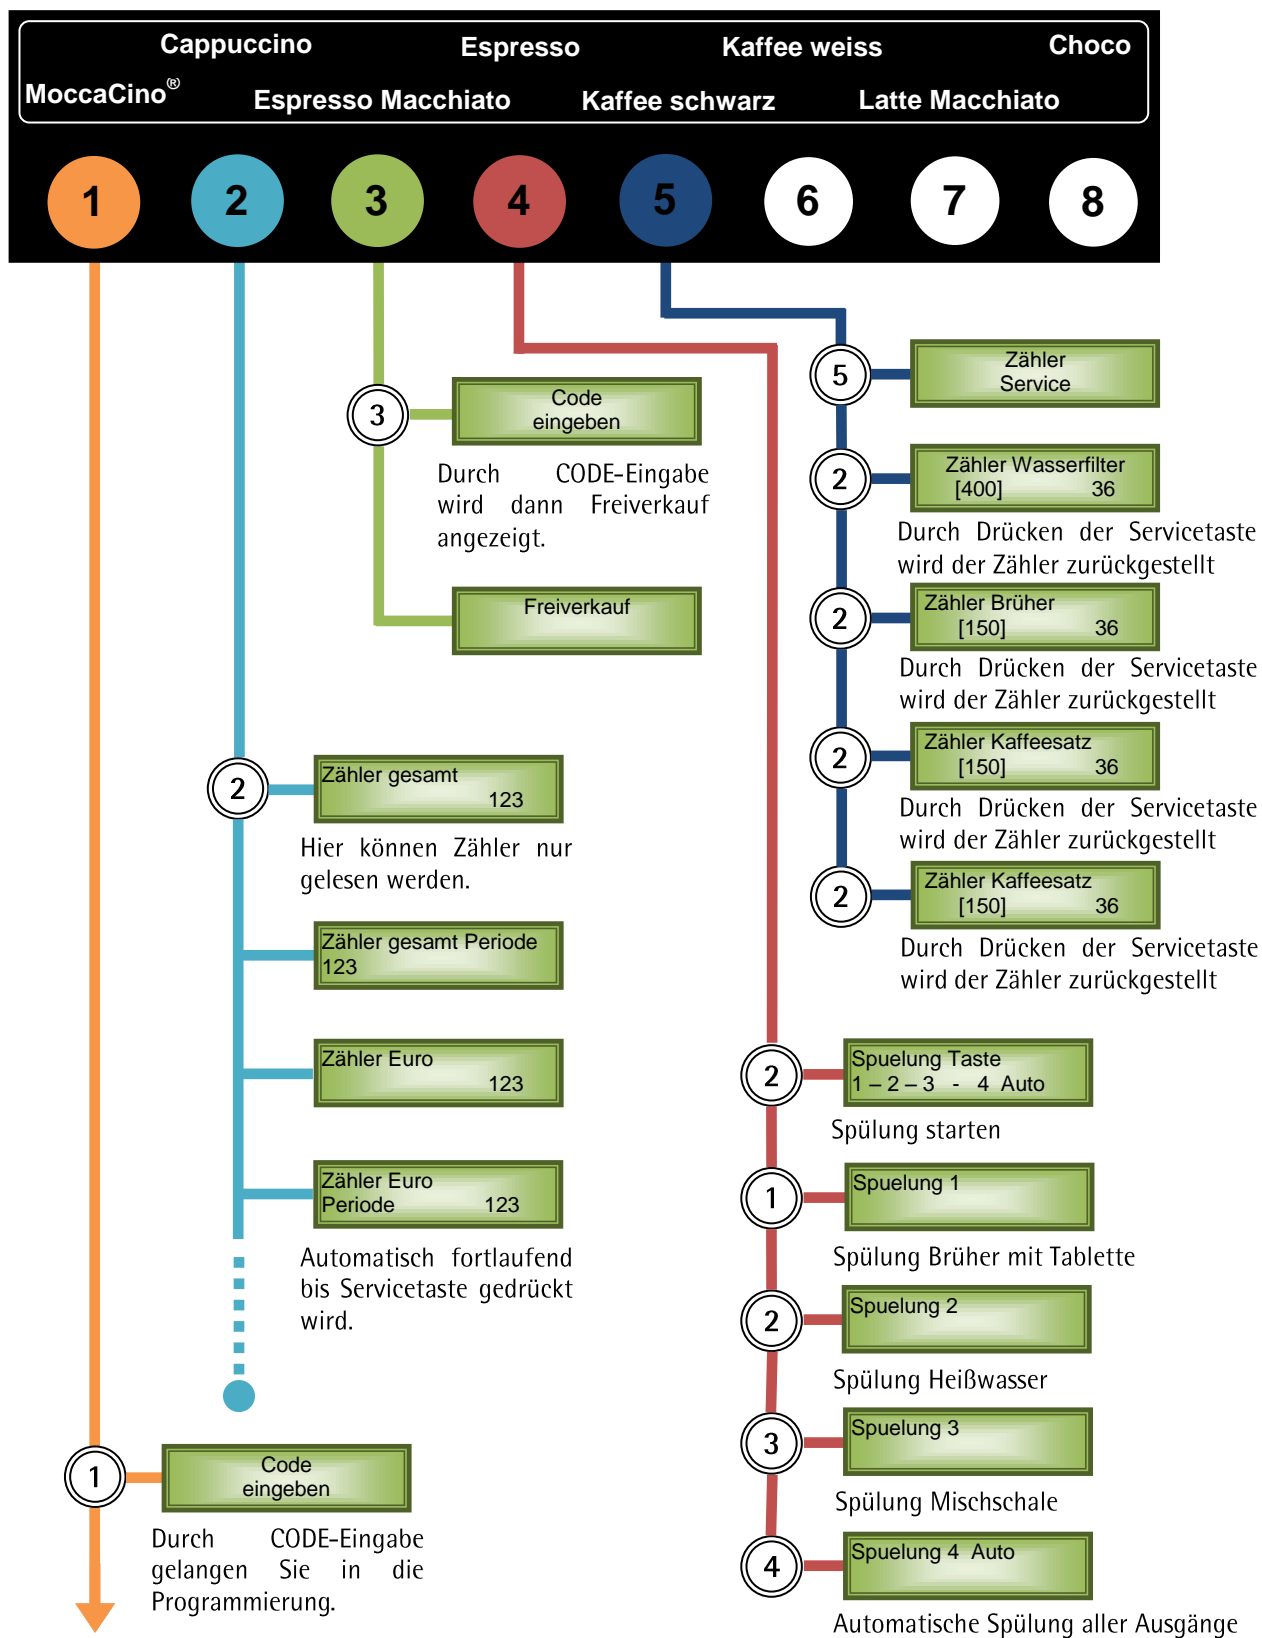 Cappuccino Espresso Kaffee weiss Choco
MoccaCino® Espresso Macchiato Kaffee schwarz Latte Macchiato
1 2 3 4 5 6 7 8
5
Zähler
Service
3
Code
eingeben
Durch CODE-Eingabe
wird dann Freiverkauf
angezeigt.
Freiverkauf
2
Zähler Wasserfilter
[400] 36
Durch Drücken der Servicetaste
wird der Zähler zurückgestellt
2
Zähler Brüher
[150] 36
Durch Drücken der Servicetaste
wird der Zähler zurückgestellt
2
Zähler Kaffeesatz
[150] 36
Durch Drücken der Servicetaste
wird der Zähler zurückgestellt
2
Zähler Kaffeesatz
[150] 36
Durch Drücken der Servicetaste
wird der Zähler zurückgestellt
2
Zähler gesamt
123
Hier können Zähler nur
gelesen werden.
Zähler gesamt Periode
123
Zähler Euro
123
Zähler Euro
Periode 123
Automatisch fortlaufend
bis Servicetaste gedrückt
wird.
2
Spuelung Taste
1 – 2 – 3 - 4 Auto
Spülung starten
1
Spuelung 1
Spülung Brüher mit Tablette
2
Spuelung 2
Spülung Heißwasser
3
Spuelung 3
Spülung Mischschale
4
Spuelung 4 Auto
Automatische Spülung aller Ausgänge
1
Code
eingeben
Durch CODE-Eingabe
gelangen Sie in die
Programmierung.